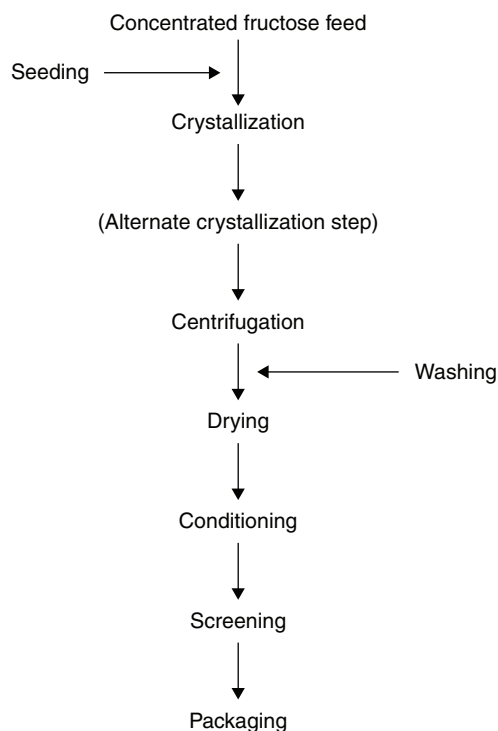 Concentrated fructose feed
Seeding
Crystallization
(Alternate crystallization step)
Centrifugation
Washing
Drying
Conditioning
Screening
Packaging